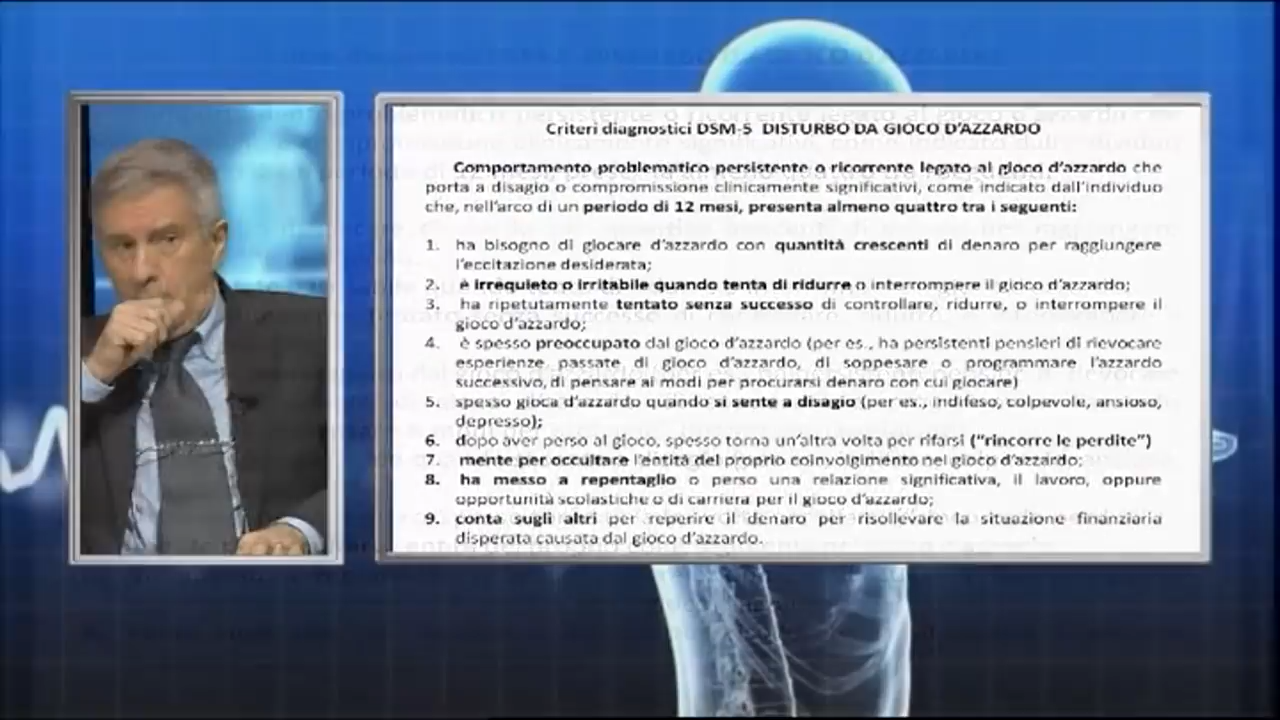 Criteri diagnostici DSM-5 DISTURBO DA GIOCO D'AZZARDO
Comportamento problematico persistente o ricorrente legato al gioco d'azzardo che
porta a disagio o compromissione clinicamente significativi, come indicato dall'individuo
che, nell'arco di un periodo di 12 mesi, presenta almeno quattro tra i seguenti:
1. ha bisogno di giocare d'azzardo con quantità crescenti di denaro per raggiungere
l'eccitazione desiderata;
2. è irrequieto o irritabile quando tenta di ridurre o interrompere il gioco d'azzardo;
3. ha ripetutamente tentato senza successo di controllare, ridurre, o interrompere il
gioco d'azzardo;
4. è spesso preoccupato dal gioco d'azzardo (per es., ha persistenti pensieri di rievocare
esperienze passate di gioco d'azzardo, di soppesare o programmare l'azzardo
successivo, di pensare ai modi per procurarsi denaro con cui giocare)
5. spesso gioca d'azzardo quando si sente a disagio (per es., indifeso, colpevole, ansioso,
depresso);
6. dopo aver perso al gioco, spesso torna un'altra volta per rifarsi ("rincorre le perdite")
7. mente per occultare l'entità del proprio coinvolgimento nel gioco d'azzardo;
8. ha messo a repentaglio o perso una relazione significativa, il lavoro, oppure
opportunità scolastiche o di carriera per il gioco d'azzardo;
9. conta sugli altri per reperire il denaro per risollevare la situazione finanziaria
disperata causata dal gioco d'azzardo.